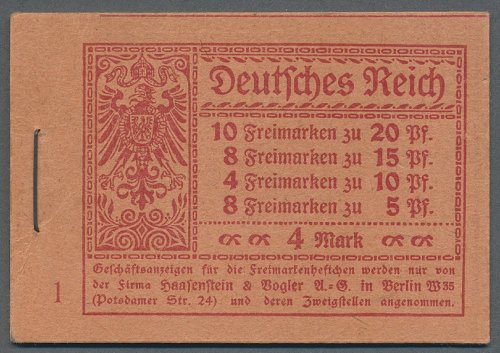 Deutsches Reich
10 Freimarken zu 20 Pf.
8 Freimarken zu 15 Pf.
4 Freimarken zu 10 Pf.
8 Freimarken zu 5 Pf.
4 Mark
Geschäftsanzeigen für die Freimarkenheftchen werden nur von
der Firma Haasenstein & Vogler A.-G. in Berlin W 35
(Potsdamer Str. 24) und deren Zweigstellen angenommen.
1